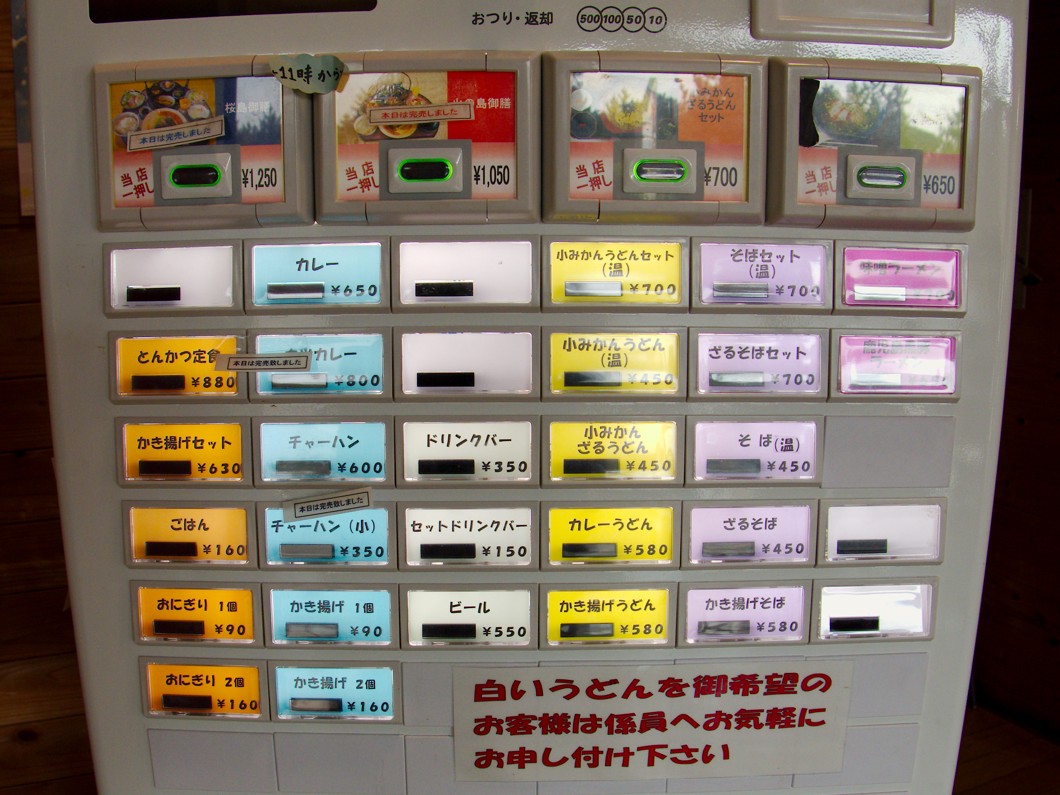 おつり・返却 500 100 50 10
11時から
桜島御膳
本日は完売しました
当店
一押し
¥1,250
島御膳
本日は完売しました
当店
一押し
¥1,050
小みかん
ざるうどん
セット
当店
一押し
¥700
当店
一押し
¥650
カレー
¥650
小みかんうどんセット
(温)
¥700
そばセット
(温)
¥700
とんかつ定食
¥880
本日は完売致しました
カレー
¥800
小みかんうどん
(温)
¥450
ざるそばセット
¥700
かき揚げセット
¥630
チャーハン
¥600
ドリンクバー
¥350
小みかん
ざるうどん
¥450
そば(温)
¥450
ごはん
¥160
本日は完売致しました
チャーハン(小)
¥350
セットドリンクバー
¥150
カレーうどん
¥580
ざるそば
¥450
おにぎり 1個
¥90
かき揚げ 1個
¥90
ビール
¥550
かき揚げうどん
¥580
かき揚げそば
¥580
おにぎり 2個
¥160
かき揚げ 2個
¥160
白いうどんを御希望の
お客様は係員へお気軽に
お申し付け下さい